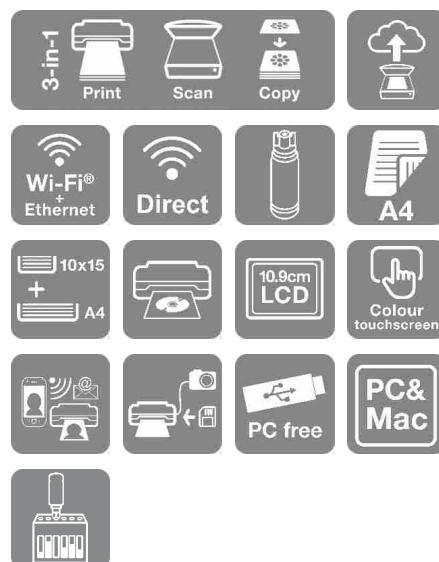 3-in-1
Print
Scan
Copy
Wi-Fi®
+
Ethernet
Direct
A4
10x15
+
A4
10.9cm
LCD
Colour
touchscreen
@
PC free
PC&
Mac